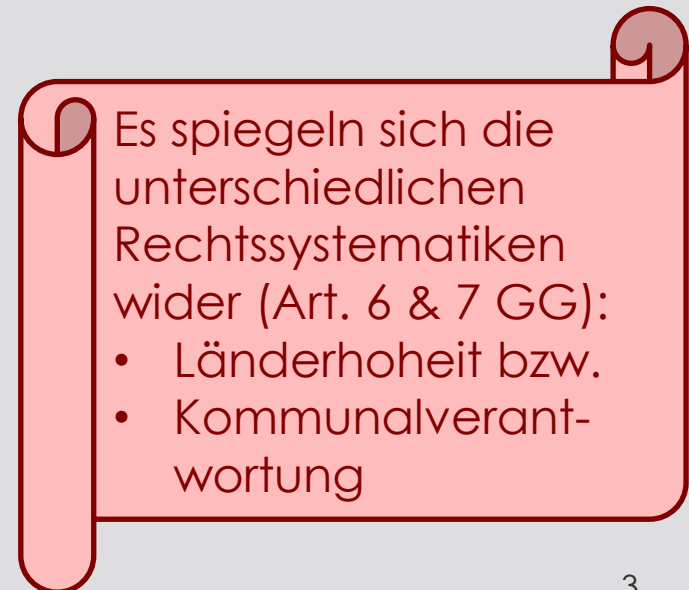 Es spiegeln sich die
unterschiedlichen
Rechtssystematiken
wider (Art. 6 & 7 GG):
• Länderhoheit bzw.
• Kommunalverant-
wortung
3